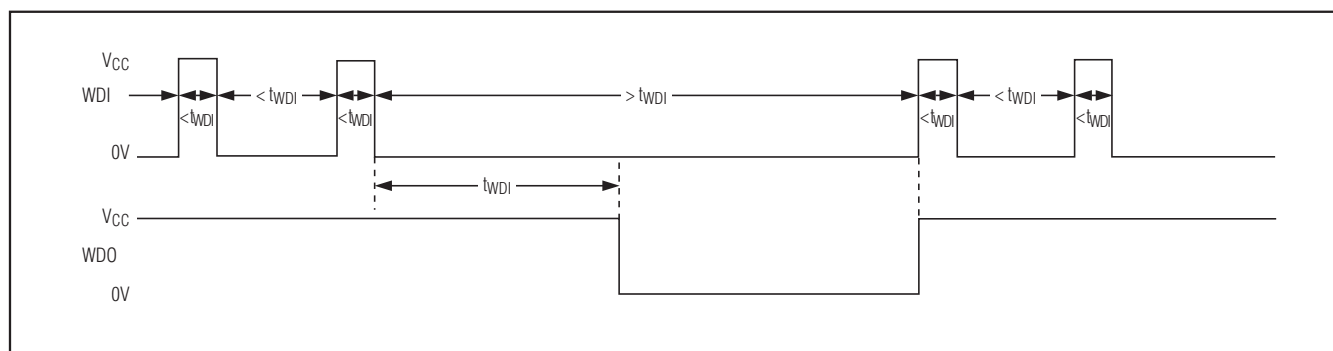 VCC
WDI
< tWDI
> tWDI
< tWDI
<tWDI
<tWDI
<tWDI
<tWDI
0V
tWDI
VCC
WDO
0V